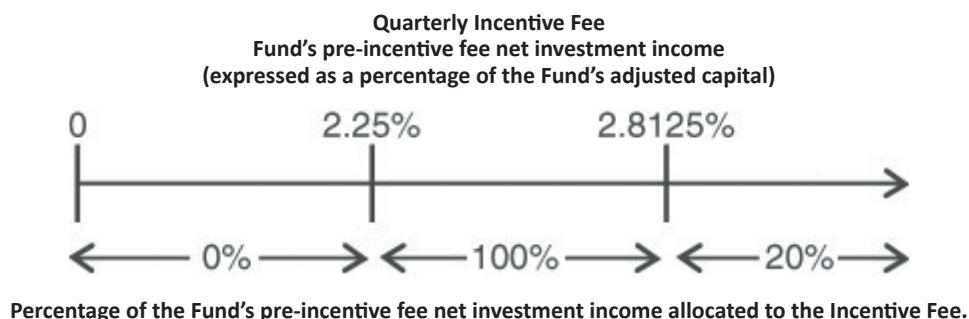 Quarterly Incentive Fee
Fund's pre-incentive fee net investment income
(expressed as a percentage of the Fund's adjusted capital)
0 2.25% 2.8125%
0% 100% 20%
Percentage of the Fund's pre-incentive fee net investment income allocated to the Incentive Fee.